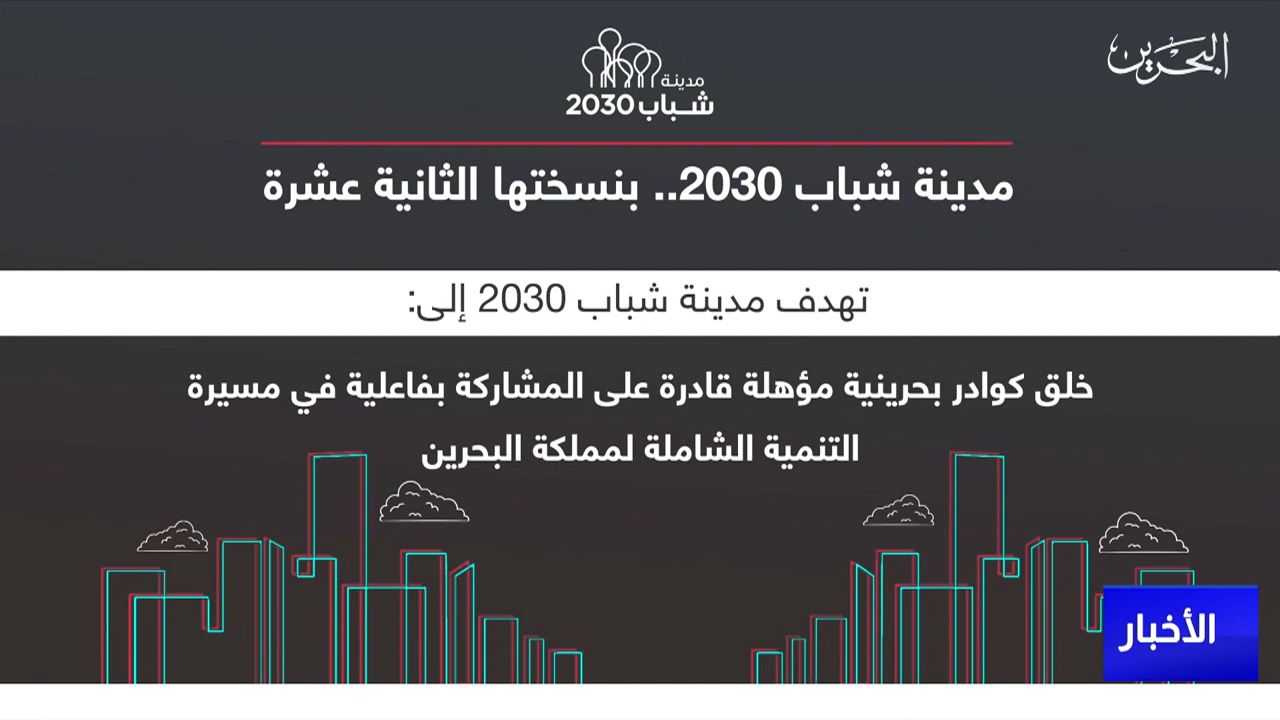 البحرين
مدينة
شباب 2030
مدينة شباب 2030.. بنسختها الثانية عشرة
تهدف مدينة شباب 2030 إلى:
خلق كوادر بحرينية مؤهلة قادرة على المشاركة بفاعلية في مسيرة
التنمية الشاملة لمملكة البحرين
الأخبار